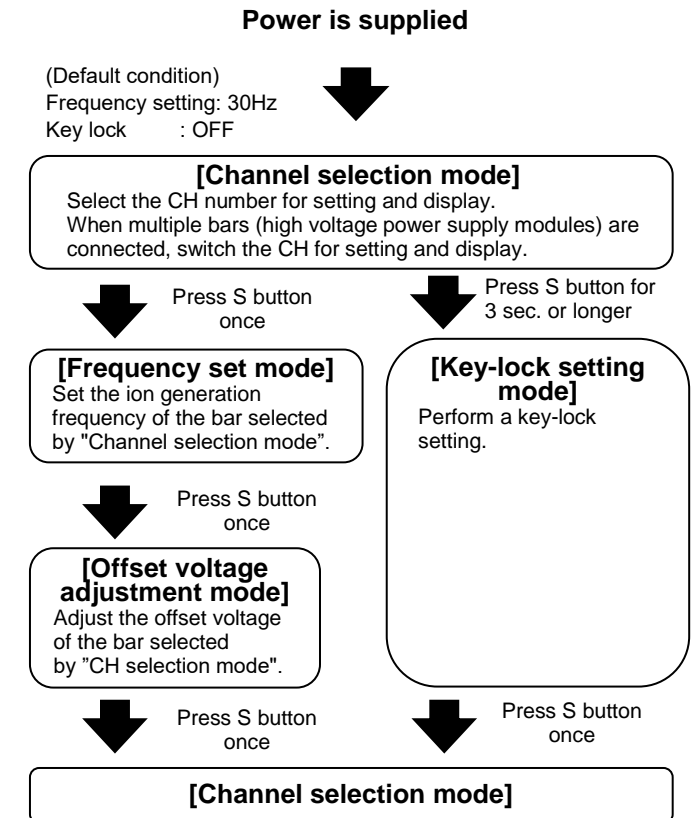 Power is supplied
(Default condition)
Frequency setting: 30Hz
Key lock : OFF
[Channel selection mode]
Select the CH number for setting and display.
When multiple bars (high voltage power supply modules) are
connected, switch the CH for setting and display.
Press S button
once
Press S button for
3 sec. or longer
[Frequency set mode]
Set the ion generation
frequency of the bar selected
by "Channel selection mode”.
[Key-lock setting
mode]
Perform a key-lock
setting.
Press S button
once
[Offset voltage
adjustment mode]
Adjust the offset voltage
of the bar selected
by ”CH selection mode".
Press S button
once
Press S button
once
[Channel selection mode]